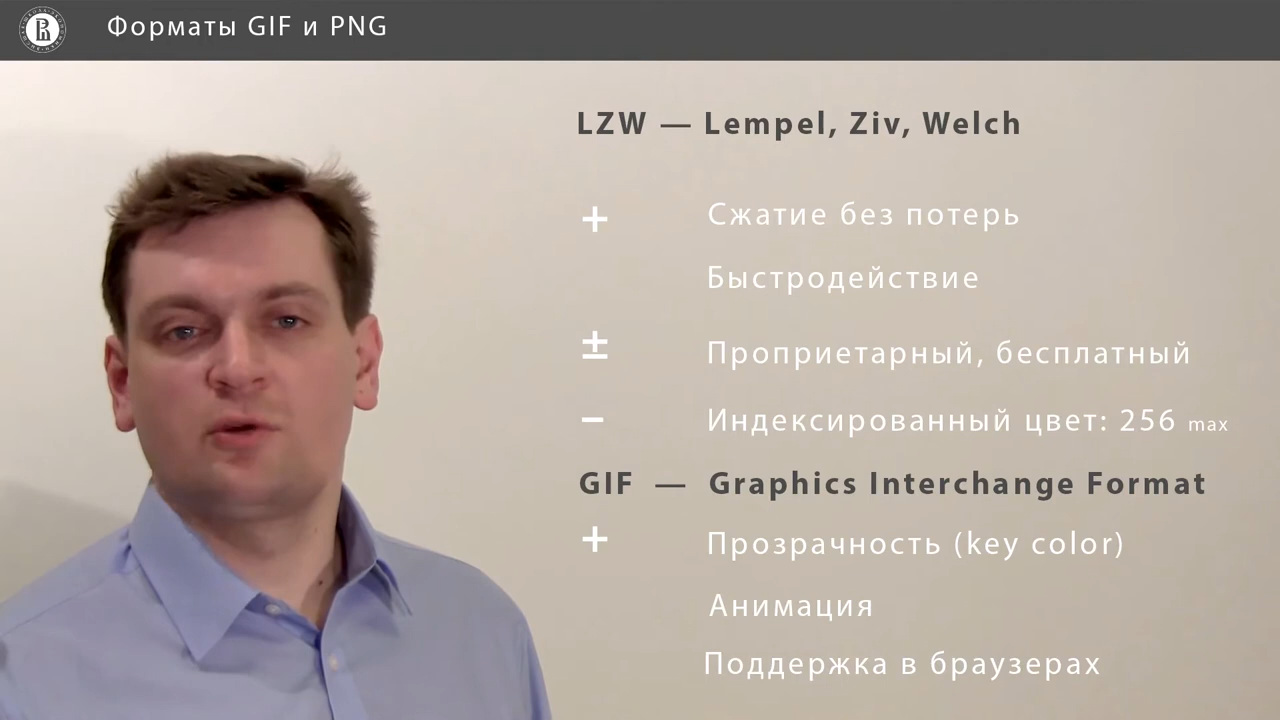 Форматы GIF и PNG
LZW — Lempel, Ziv, Welch
+ Сжатие без потерь
Быстродействие
± Проприетарный, бесплатный
− Индексированный цвет: 256 max
GIF — Graphics Interchange Format
+ Прозрачность (key color)
Анимация
Поддержка в браузерах